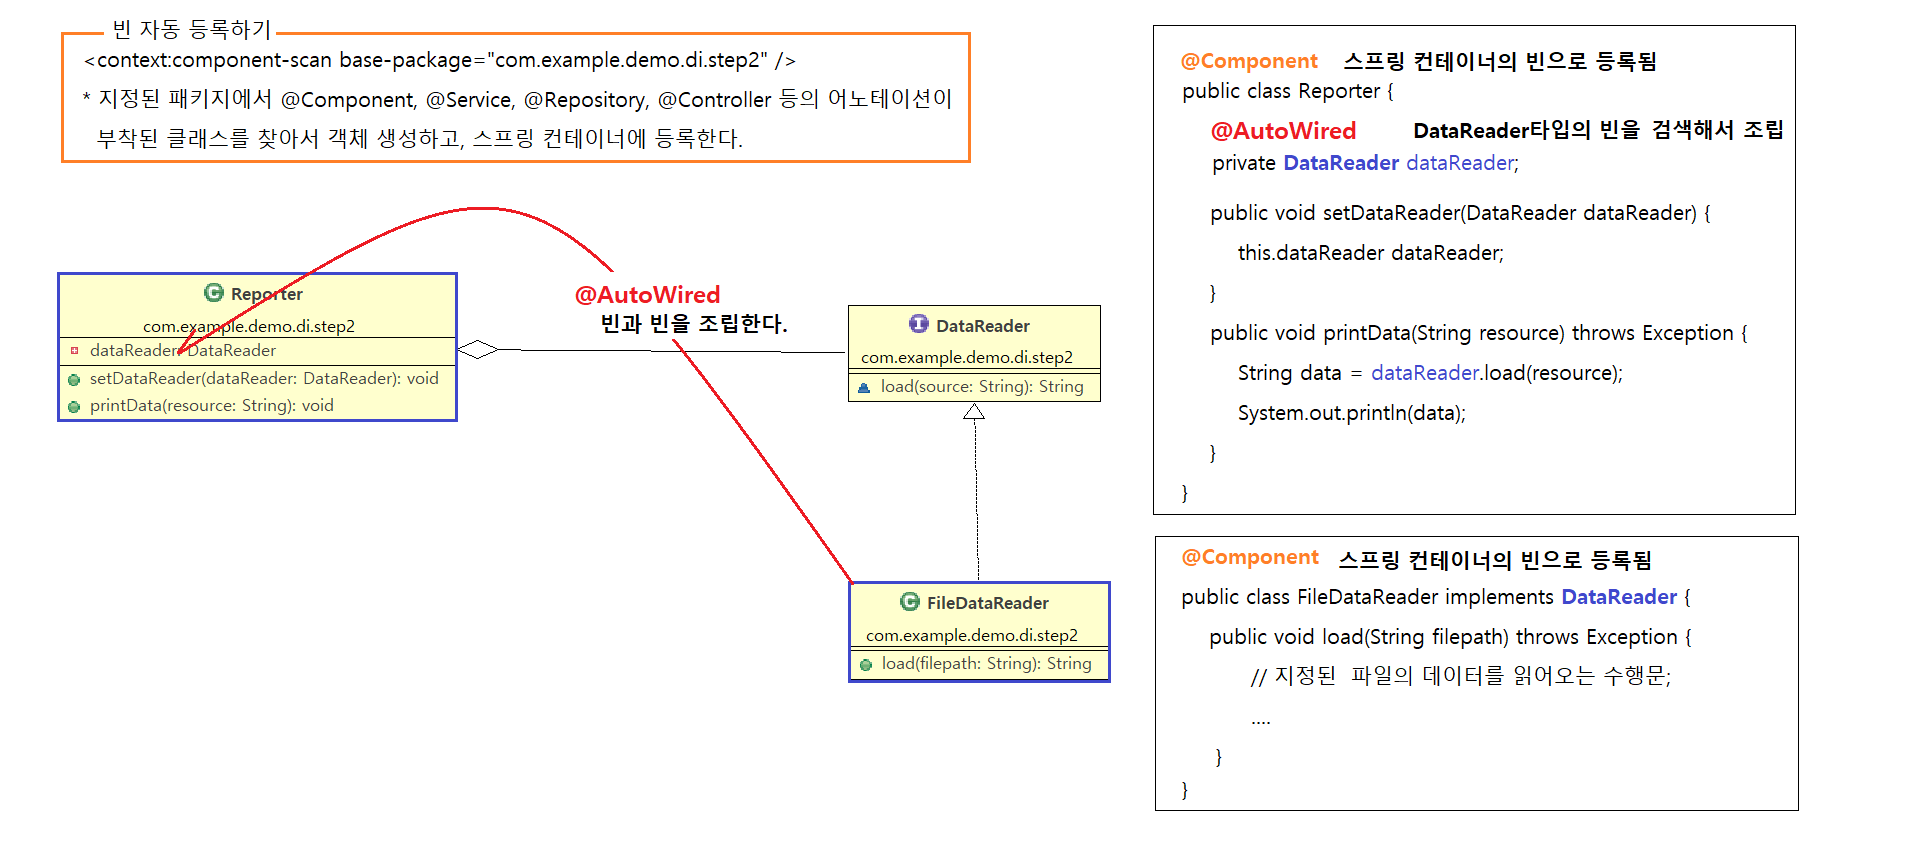 빈 자동 등록하기
<context:component-scan base-package="com.example.demo.di.step2" />
* 지정된 패키지에서 @Component, @Service, @Repository, @Controller 등의 어노테이션이
부착된 클래스를 찾아서 객체 생성하고, 스프링 컨테이너에 등록한다.
Reporter
com.example.demo.di.step2
dataReader: DataReader
setDataReader(dataReader: DataReader): void
printData(resource: String): void
@AutoWired
빈과 빈을 조립한다.
DataReader
com.example.demo.di.step2
load(source: String): String
FileDataReader
com.example.demo.di.step2
load(filepath: String): String
@Component 스프링 컨테이너의 빈으로 등록됨
public class Reporter {
@AutoWired DataReader타입의 빈을 검색해서 조립
private DataReader dataReader;
public void setDataReader(DataReader dataReader) {
this.dataReader dataReader;
}
public void printData(String resource) throws Exception {
String data = dataReader.load(resource);
System.out.println(data);
}
}
@Component 스프링 컨테이너의 빈으로 등록됨
public class FileDataReader implements DataReader {
public void load(String filepath) throws Exception {
// 지정된 파일의 데이터를 읽어오는 수행문;
....
}
}